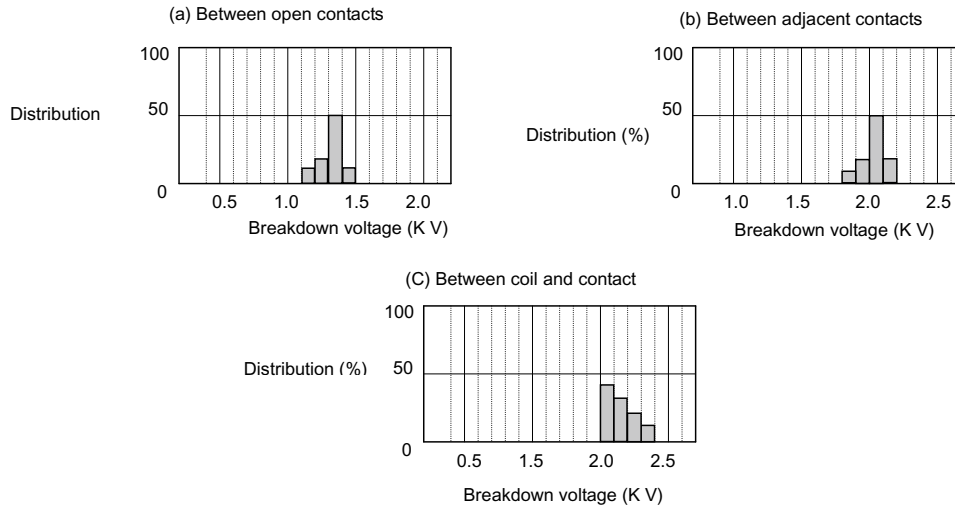 (a) Between open contacts
100
Distribution
50
0
0.5 1.0 1.5 2.0
Breakdown voltage (K V)
(b) Between adjacent contacts
100
50
Distribution (%)
0
1.0 1.5 2.0 2.5
Breakdown voltage (K V)
(C) Between coil and contact
100
Distribution (%)
50
0
0.5 1.0 1.5 2.0 2.5
Breakdown voltage (K V)